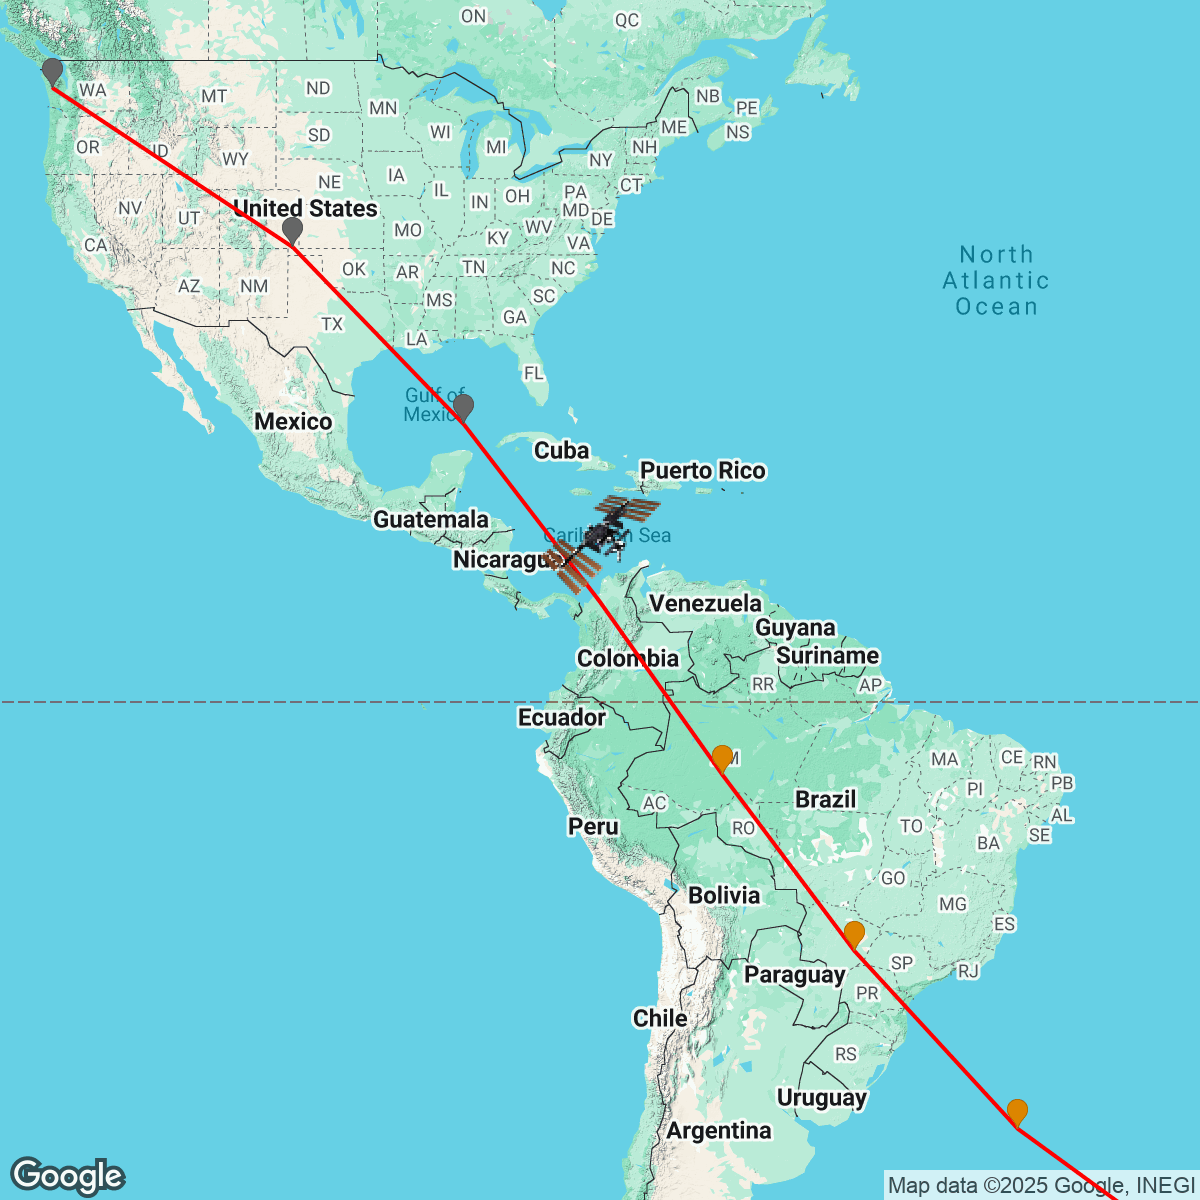 ON
QC
WA
MT
ND
MN
NB
PE
ME
NS
OR
ID
SD
WI
MI
NH
NY
WY
IA
CT
NE
IL
IN
OH
PA
NV
UT
United States
MD
DE
MO
WV
KY
VA
CA
North
Atlantic
Ocean
AZ
NM
OK
AR
TN
NC
MS
SC
TX
GA
LA
FL
Gulf of
Mexico
Mexico
Cuba
Puerto Rico
Guatemala
Caribbean Sea
Nicaragua
Venezuela
Guyana
Colombia
Suriname
RR
AP
Ecuador
MA
CE
RN
PI
PB
AC
Brazil
AL
Peru
RO
TO
SE
BA
GO
Bolivia
MG
ES
SP
RJ
Paraguay
PR
Chile
RS
Uruguay
Argentina
Google
Map data ©2025 Google, INEGI